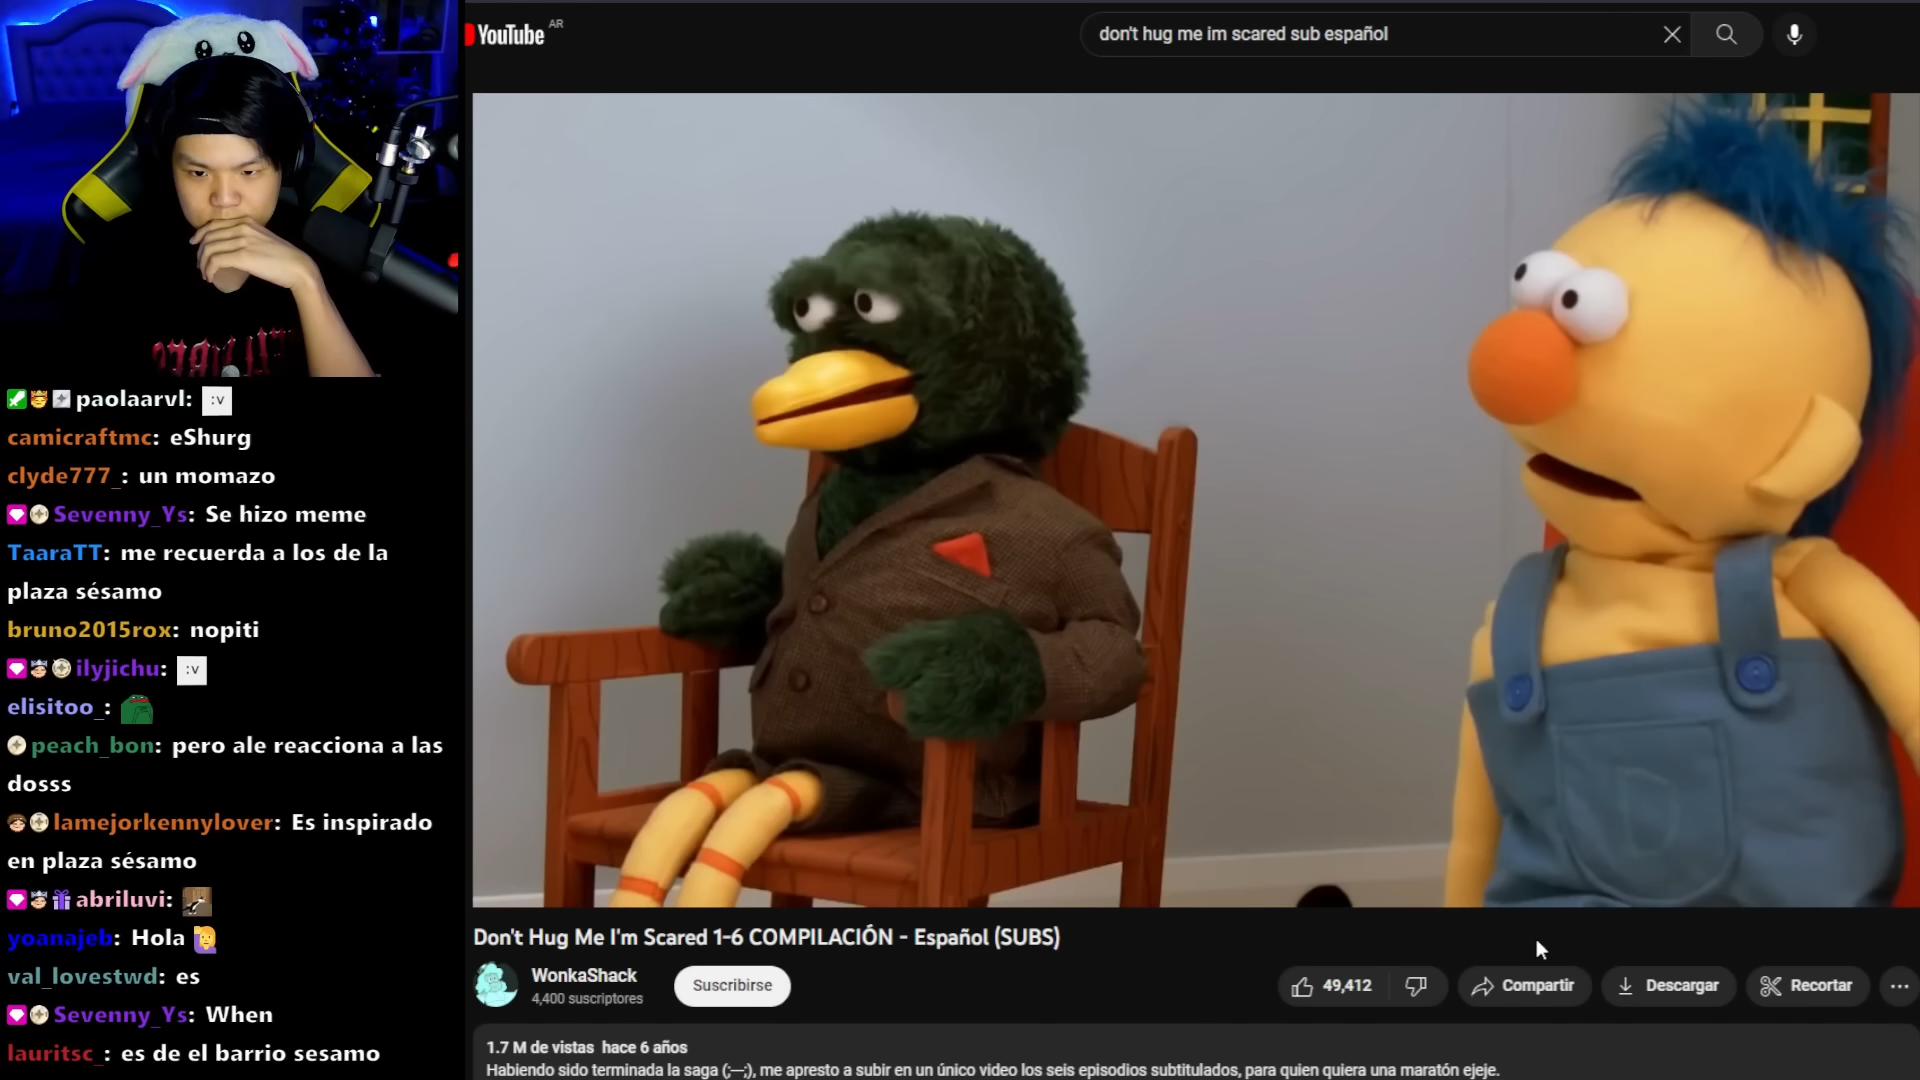 YouTube AR
don't hug me im scared sub español
paolaarvl: :v
camicraftmc: eShurg
clyde777_: un momazo
Sevenny_Ys: Se hizo meme
TaaraTT: me recuerda a los de la
plaza sésamo
bruno2015rox: nopiti
ilyjichu: :v
elisitoo_:
peach_bon: pero ale reacciona a las
dosss
lamejorkennylover: Es inspirado
en plaza sésamo
abriluvi:
yoanajeb: Hola
val_lovestwd: es
Sevenny_Ys: When
lauritsc_: es de el barrio sesamo
Don't Hug Me I'm Scared 1-6 COMPILACIÓN - Español (SUBS)
WonkaShack
4,400 suscriptores
Suscribirse
49,412
Compartir
Descargar
Recortar
1.7 M de vistas hace 6 años
Habiendo sido terminada la saga (;—;), me apresto a subir en un único video los seis episodios subtitulados, para quien quiera una maratón ejeje.